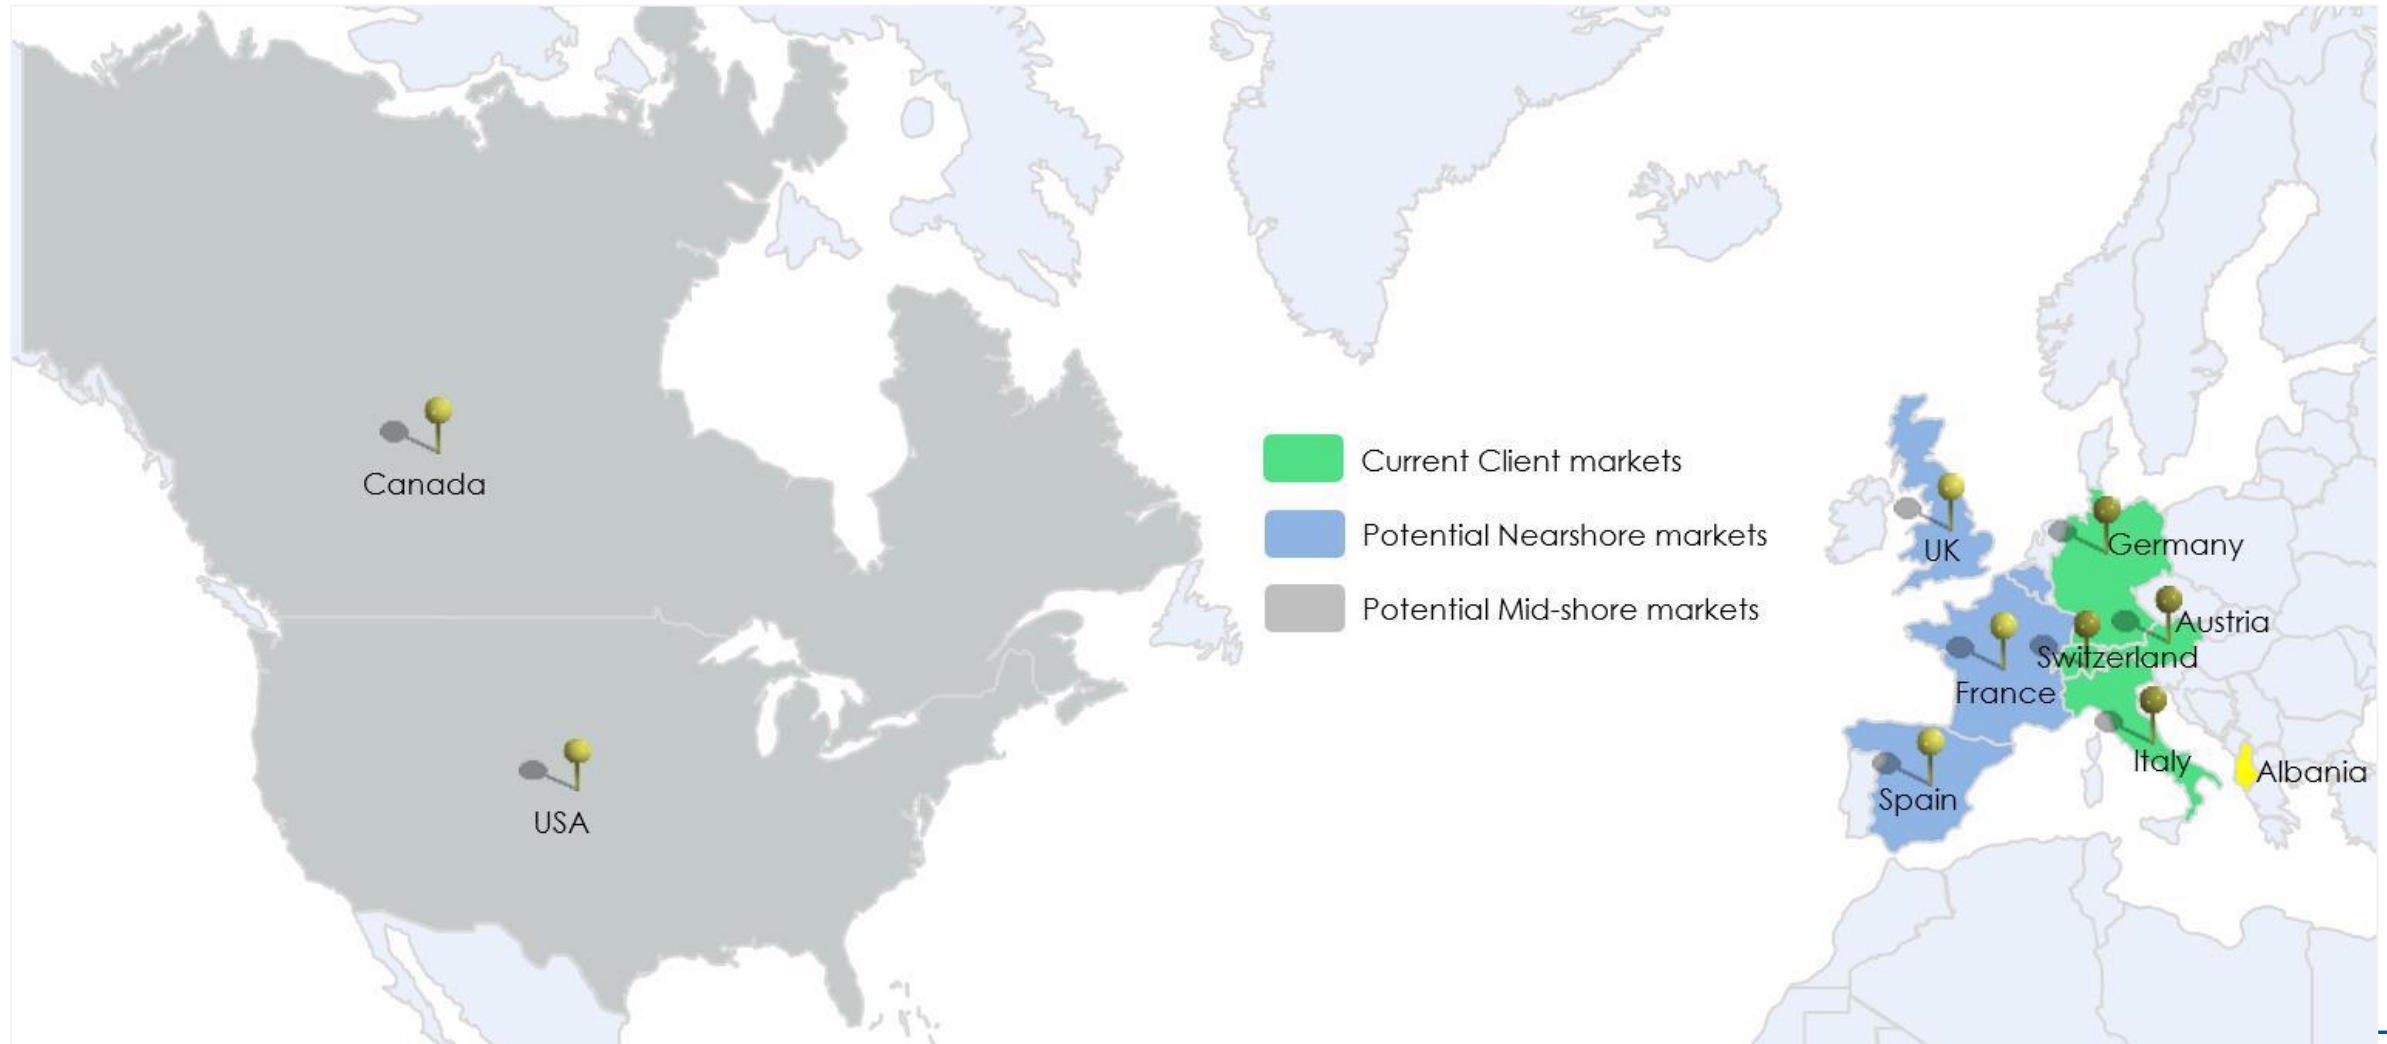 Canada
USA
Current Client markets
Potential Nearshore markets
Potential Mid-shore markets
UK
Germany
Austria
Switzerland
France
Italy
Albania
Spain